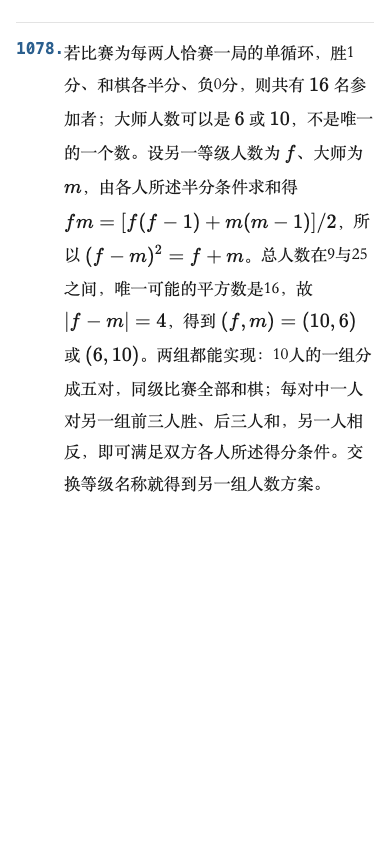 1078.若比赛为每两人恰赛一局的单循环，胜1
分、和棋各半分、负0分，则共有 16 名参
加者；大师人数可以是 6 或 10，不是唯一
的一个数。设另一等级人数为 f、大师为
m，由各人所述半分条件求和得
fm = [f(f − 1) + m(m − 1)]/2，所
以 (f − m)² = f + m。总人数在9与25
之间，唯一可能的平方数是16，故
|f − m| = 4，得到 (f, m) = (10, 6)
或 (6, 10)。两组都能实现：10人的一组分
成五对，同级比赛全部和棋；每对中一人
对另一组前三人胜、后三人和，另一人相
反，即可满足双方各人所述得分条件。交
换等级名称就得到另一组人数方案。